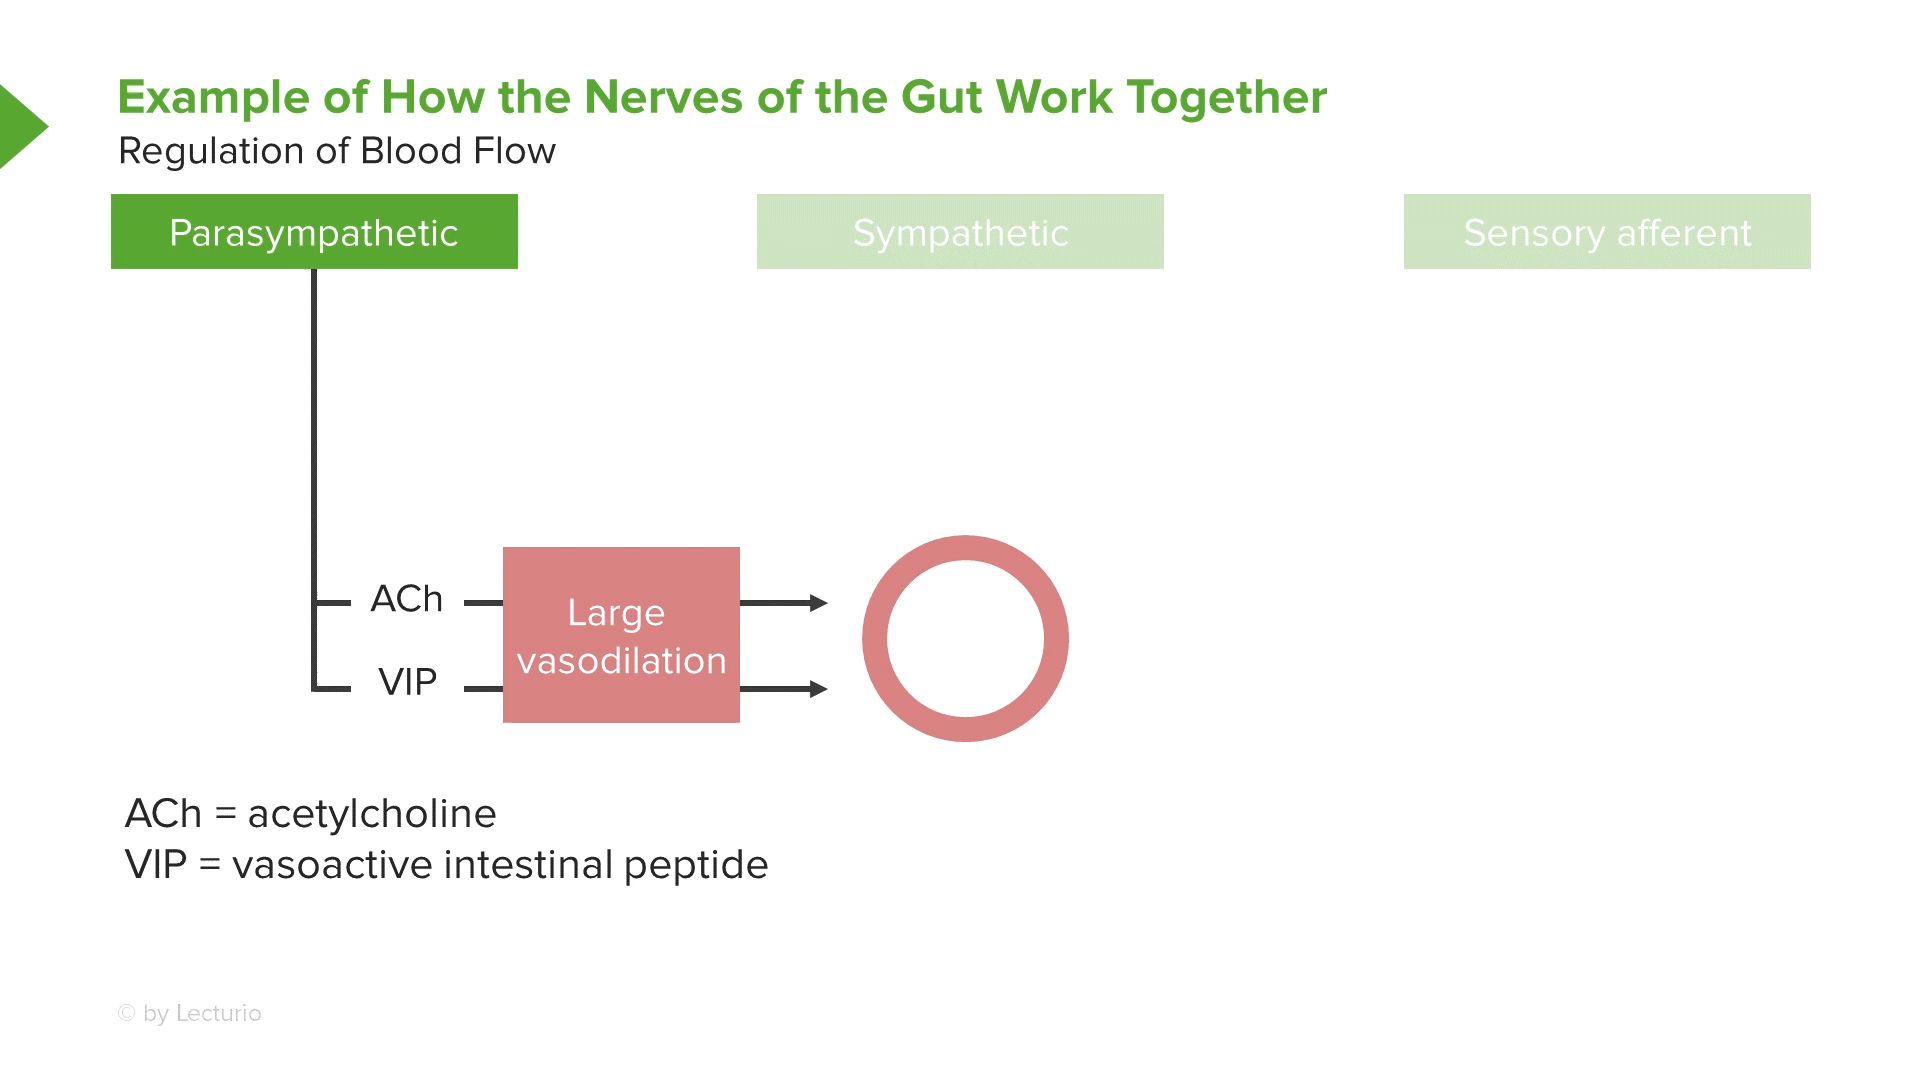 Example of How the Nerves of the Gut Work Together
Regulation of Blood Flow
Parasympathetic
Sympathetic
Sensory afferent
ACh
VIP
Large
vasodilation
ACh = acetylcholine
VIP = vasoactive intestinal peptide
© by Lecturio